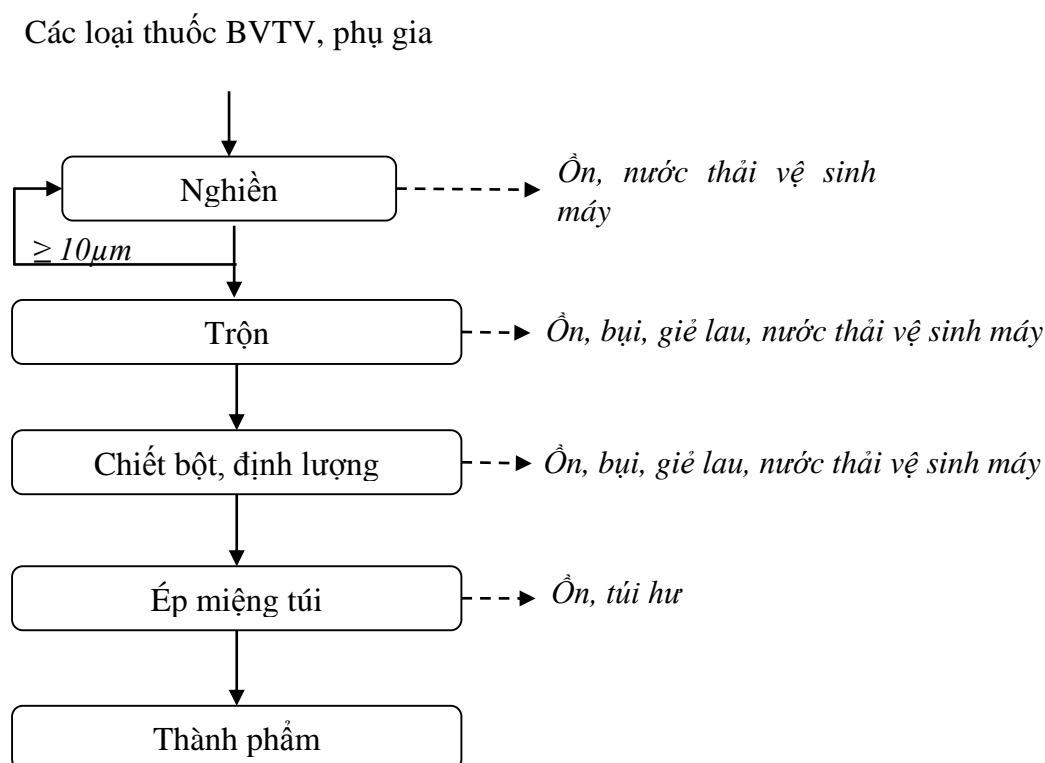 Các loại thuốc BVTV, phụ gia
Nghiền
Ồn, nước thải vệ sinh
máy
≥ 10µm
Trộn
Ồn, bụi, giẻ lau, nước thải vệ sinh máy
Chiết bột, định lượng
Ồn, bụi, giẻ lau, nước thải vệ sinh máy
Ép miệng túi
Ồn, túi hư
Thành phẩm